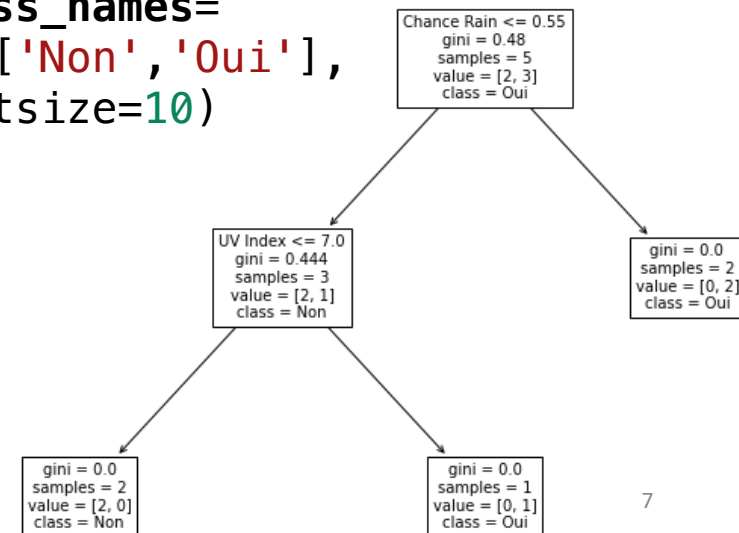 ss_names=
['Non','Oui'],
tsize=10)
Chance Rain <= 0.55
gini = 0.48
samples = 5
value = [2, 3]
class = Oui
UV Index <= 7.0
gini = 0.444
samples = 3
value = [2, 1]
class = Non
gini = 0.0
samples = 2
value = [0, 2]
class = Oui
gini = 0.0
samples = 2
value = [2, 0]
class = Non
gini = 0.0
samples = 1
value = [0, 1]
class = Oui
7